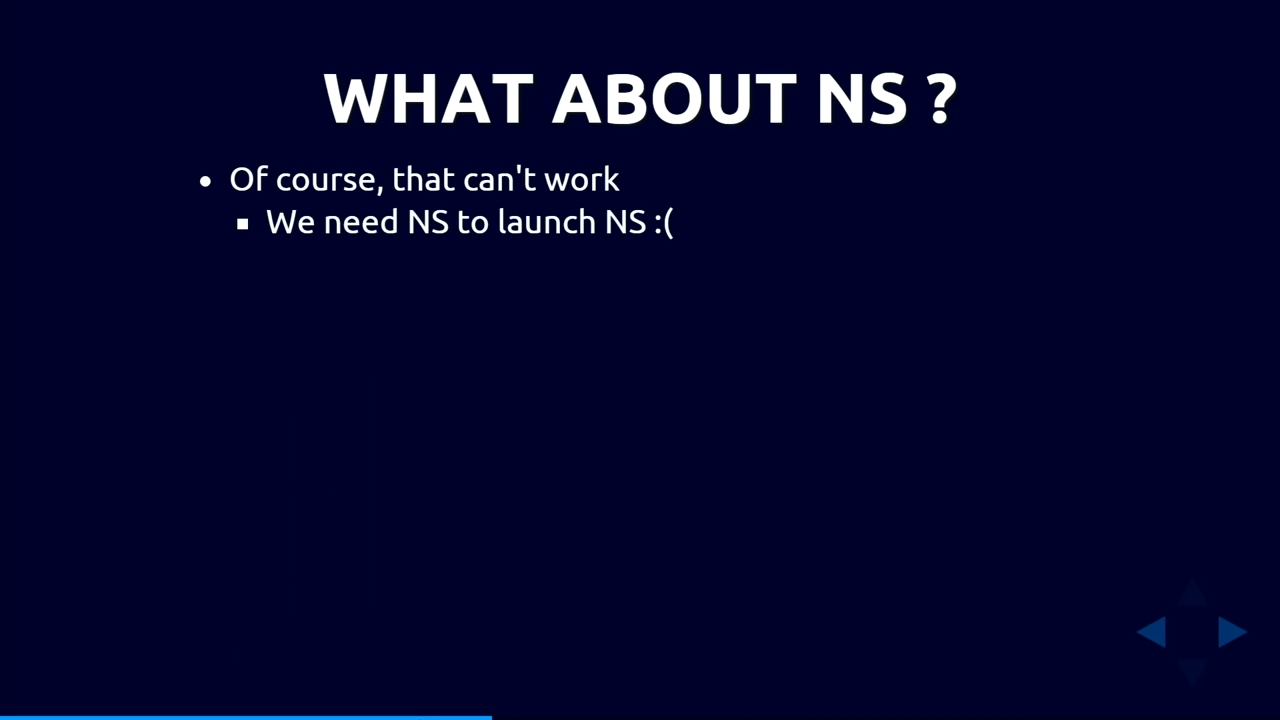 WHAT ABOUT NS ?
Of course, that can't work
We need NS to launch NS :(